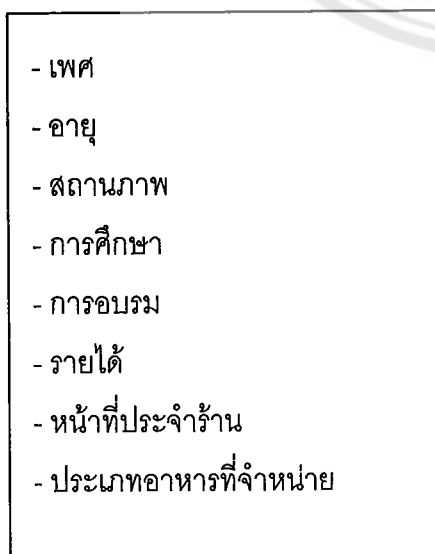 - เพศ
- อายุ
- สถานภาพ
- การศึกษา
- การอบรม
- รายได้
- หน้าที่ประจำร้าน
- ประเภทอาหารที่จำหน่าย